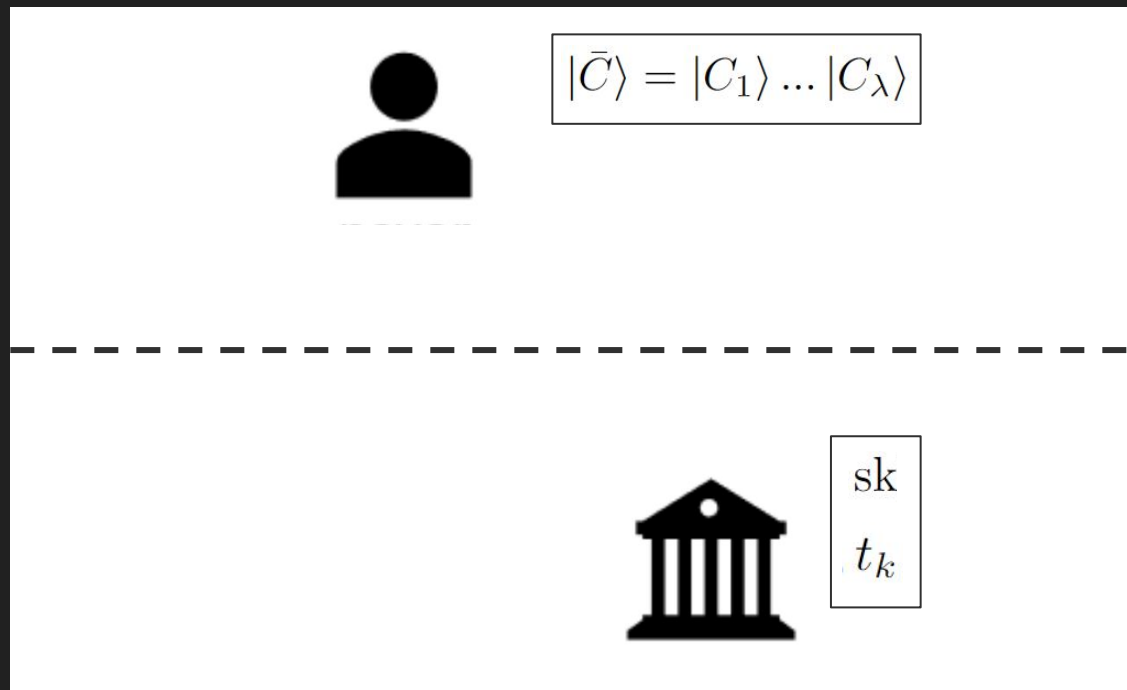 |C̄⟩ = |C₁⟩ ... |C_λ⟩
sk
t_k